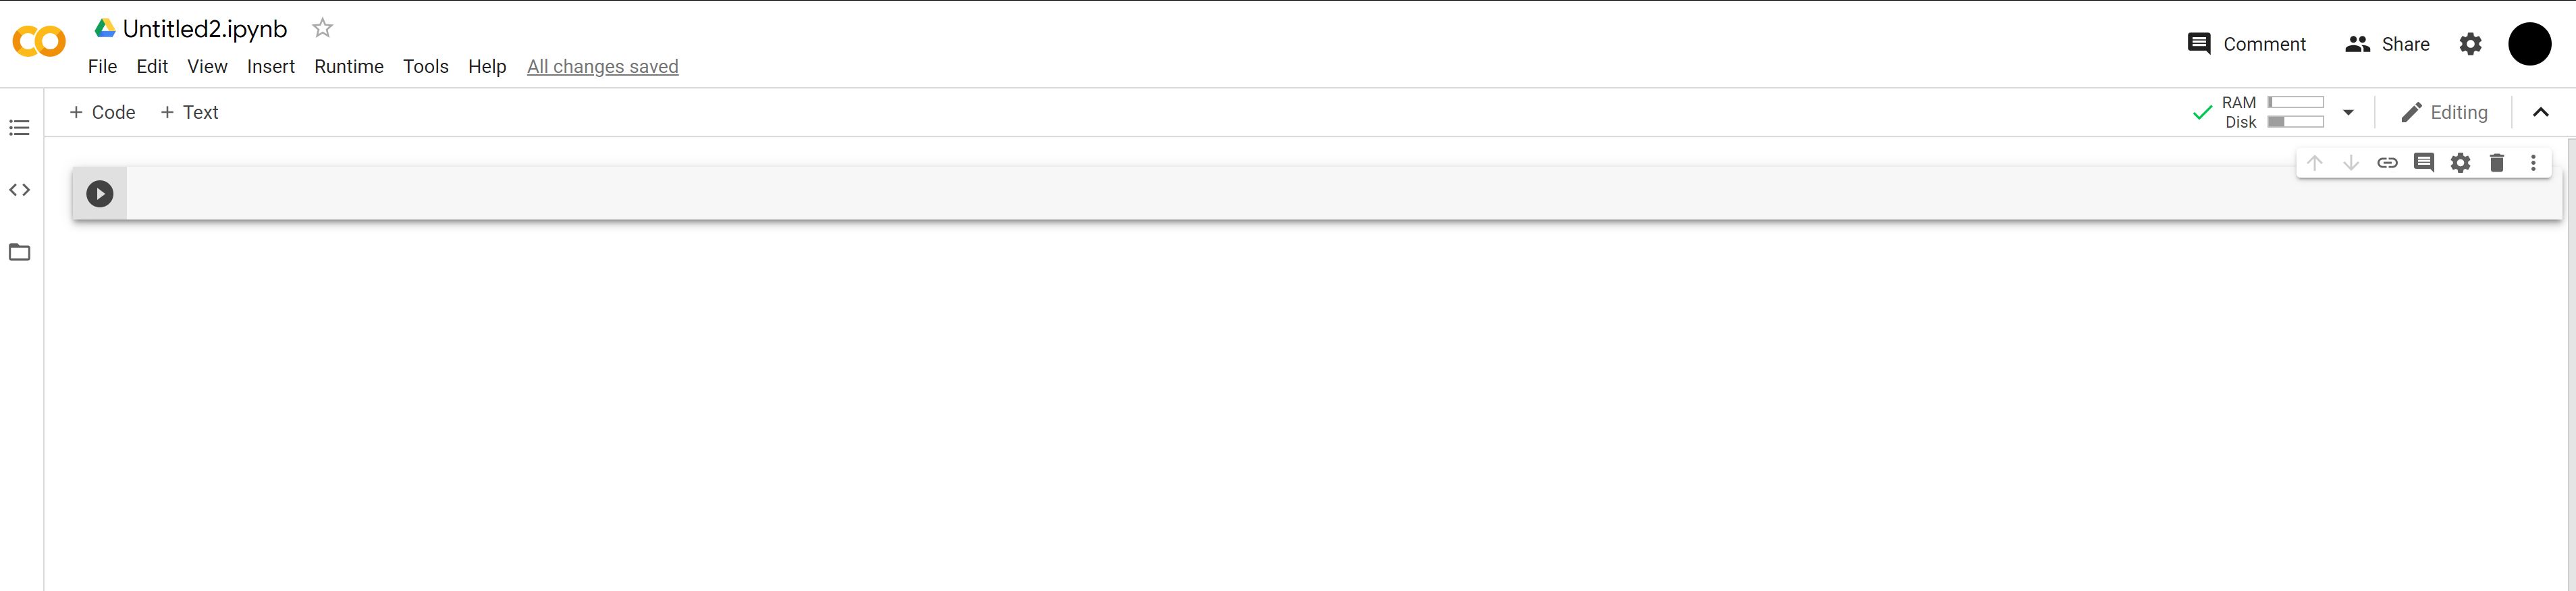 Untitled2.ipynb
File Edit View Insert Runtime Tools Help All changes saved
Comment Share
+ Code + Text
RAM
Disk
Editing